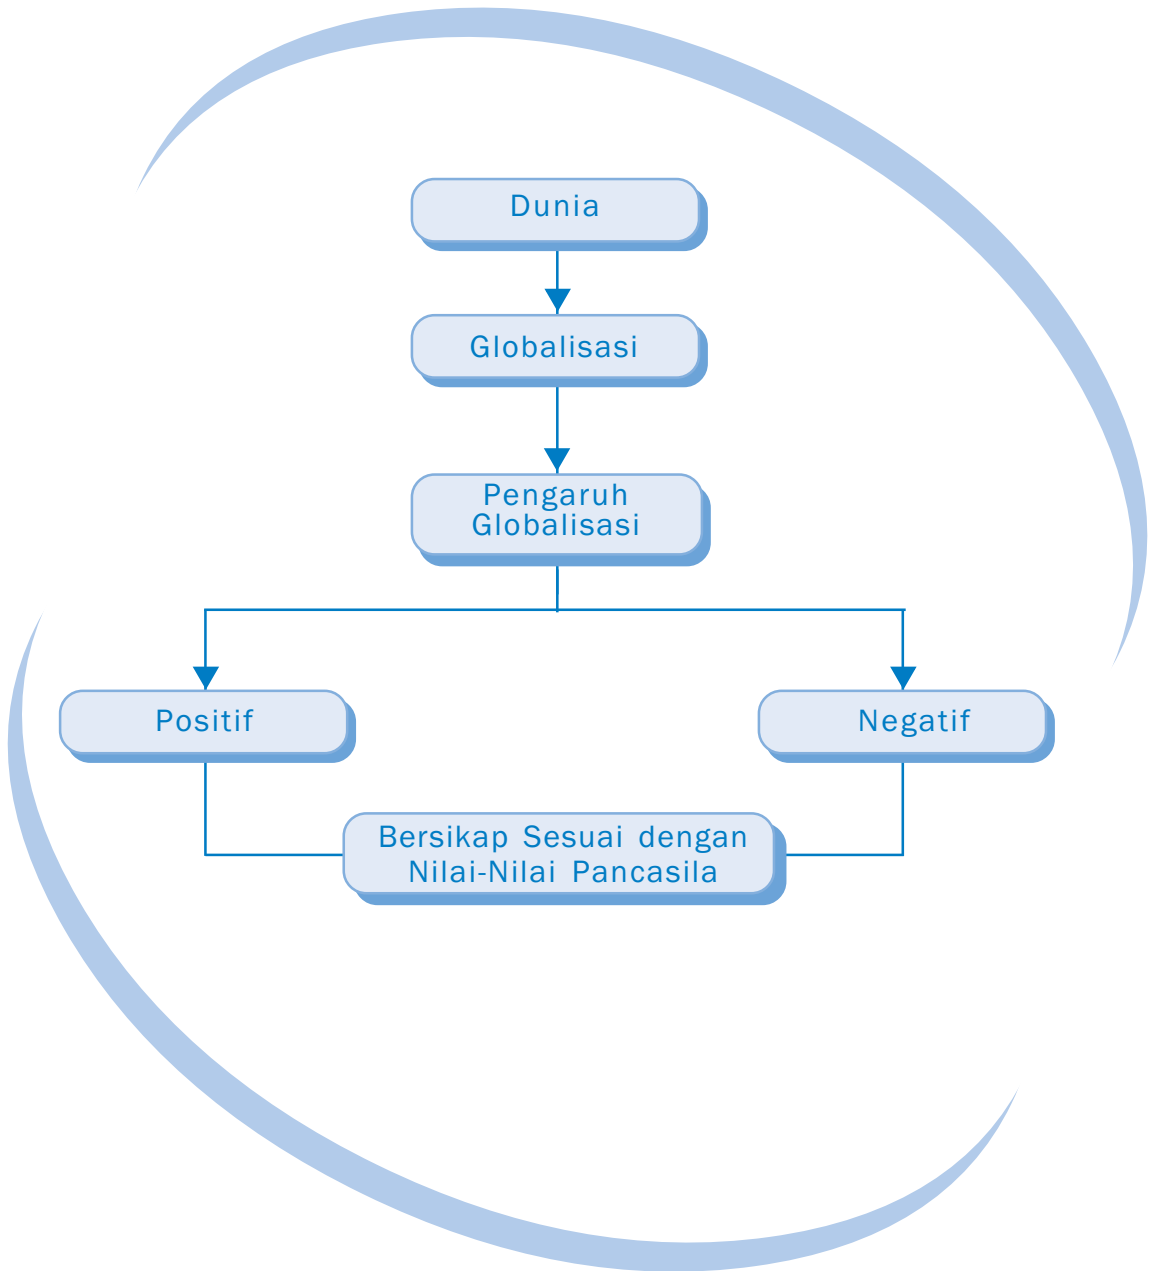 Dunia
Globalisasi
Pengaruh
Globalisasi
Positif
Negatif
Bersikap Sesuai dengan
Nilai-Nilai Pancasila